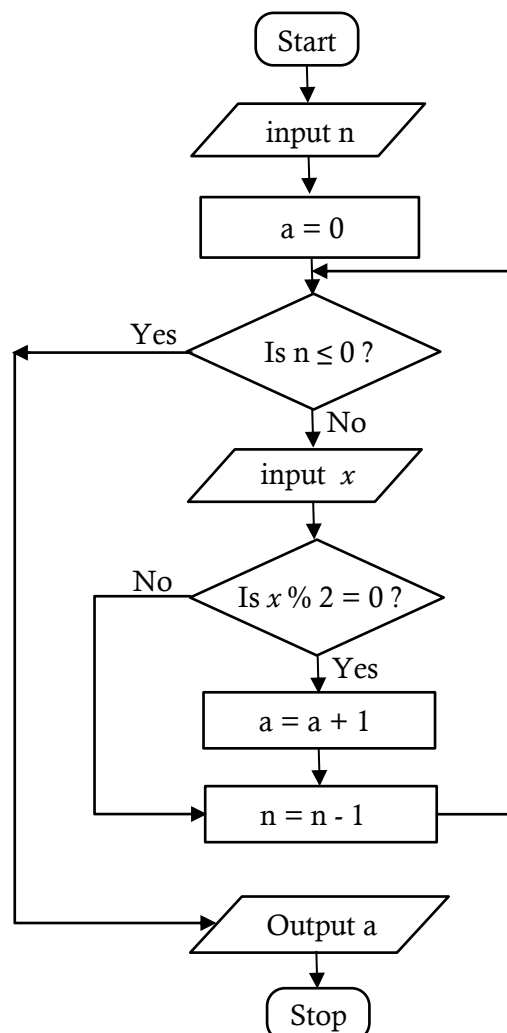 Start
input n
a = 0
Yes
Is n ≤ 0 ?
No
input x
No
Is x % 2 = 0 ?
Yes
a = a + 1
n = n - 1
Output a
Stop